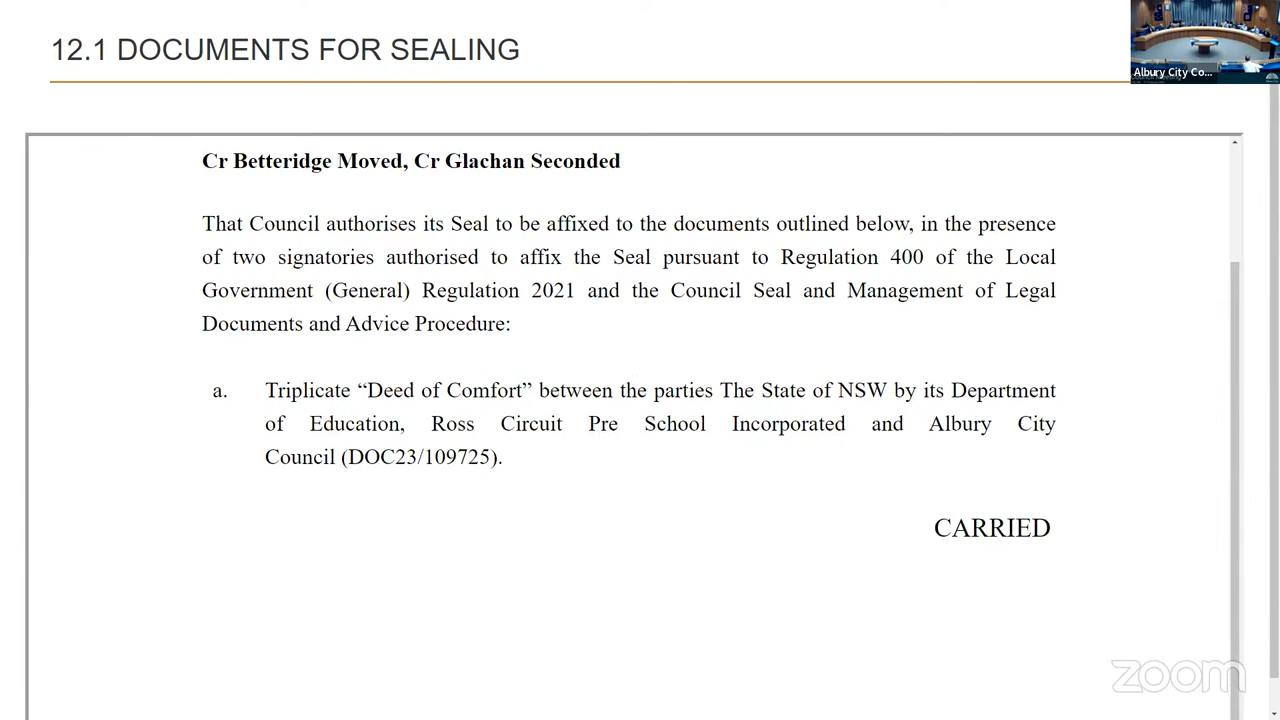 12.1 DOCUMENTS FOR SEALING
Albury City Co...
Cr Betteridge Moved, Cr Glachan Seconded
That Council authorises its Seal to be affixed to the documents outlined below, in the presence
of two signatories authorised to affix the Seal pursuant to Regulation 400 of the Local
Government (General) Regulation 2021 and the Council Seal and Management of Legal
Documents and Advice Procedure:
a. Triplicate “Deed of Comfort” between the parties The State of NSW by its Department
of Education, Ross Circuit Pre School Incorporated and Albury City
Council (DOC23/109725).
CARRIED
zoom